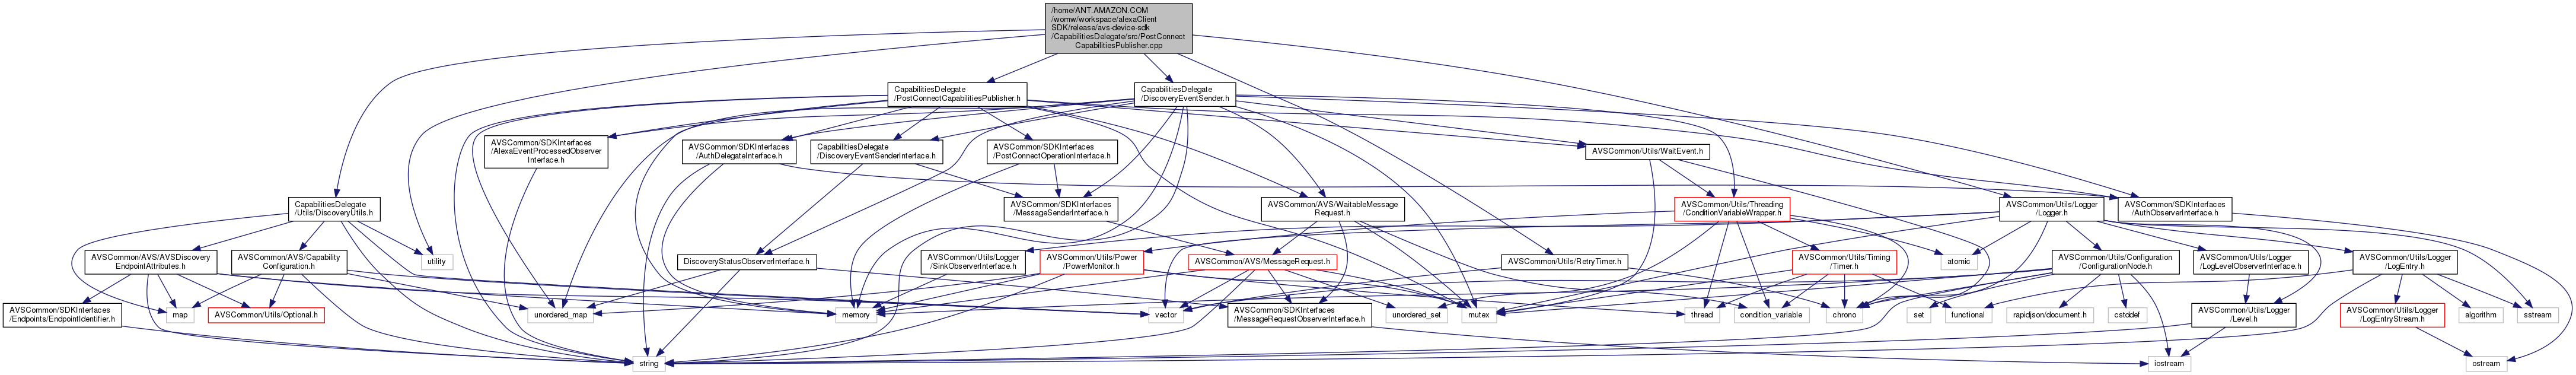 /home/ANT.AMAZON.COM
/womw/workspace/alexaClient
SDK/release/avs-device-sdk
/CapabilitiesDelegate/src/PostConnect
CapabilitiesPublisher.cpp
CapabilitiesDelegate
/PostConnectCapabilitiesPublisher.h
CapabilitiesDelegate
/DiscoveryEventSender.h
AVSCommon/SDKInterfaces
/AlexaEventProcessedObserver
Interface.h
AVSCommon/SDKInterfaces
/AuthDelegateInterface.h
CapabilitiesDelegate
/DiscoveryEventSenderInterface.h
AVSCommon/SDKInterfaces
/PostConnectOperationInterface.h
AVSCommon/Utils/WaitEvent.h
CapabilitiesDelegate
/Utils/DiscoveryUtils.h
AVSCommon/SDKInterfaces
/MessageSenderInterface.h
AVSCommon/AVS/WaitableMessage
Request.h
AVSCommon/Utils/Threading
/ConditionVariableWrapper.h
AVSCommon/Utils/Logger
/Logger.h
AVSCommon/SDKInterfaces
/AuthObserverInterface.h
AVSCommon/AVS/AVSDiscovery
EndpointAttributes.h
AVSCommon/AVS/Capability
Configuration.h
utility
DiscoveryStatusObserverInterface.h
AVSCommon/Utils/Logger
/SinkObserverInterface.h
AVSCommon/Utils/Power
/PowerMonitor.h
AVSCommon/AVS/MessageRequest.h
AVSCommon/Utils/RetryTimer.h
AVSCommon/Utils/Timing
/Timer.h
atomic
AVSCommon/Utils/Configuration
/ConfigurationNode.h
AVSCommon/Utils/Logger
/LogLevelObserverInterface.h
AVSCommon/Utils/Logger
/LogEntry.h
AVSCommon/SDKInterfaces
/Endpoints/EndpointIdentifier.h
map
AVSCommon/Utils/Optional.h
unordered_map
memory
vector
AVSCommon/SDKInterfaces
/MessageRequestObserverInterface.h
unordered_set
mutex
thread
condition_variable
chrono
set
functional
rapidjson/document.h
cstddef
AVSCommon/Utils/Logger
/Level.h
AVSCommon/Utils/Logger
/LogEntryStream.h
algorithm
sstream
string
iostream
ostream